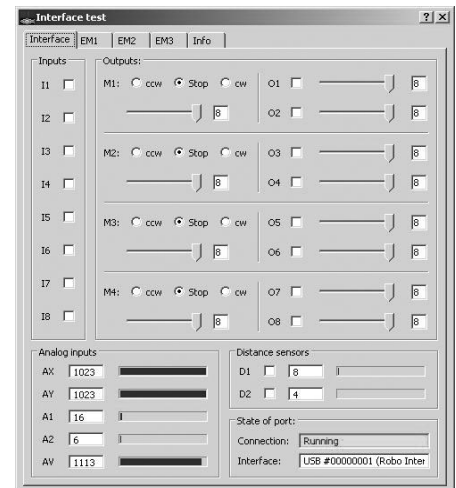 Interface test
Interface EM1 EM2 EM3 Info
Inputs
I1
I2
I3
I4
I5
I6
I7
I8
Outputs:
M1: ccw Stop cw
8
O1 8
O2 8
M2: ccw Stop cw
8
O3 8
O4 8
M3: ccw Stop cw
8
O5 8
O6 8
M4: ccw Stop cw
8
O7 8
O8 8
Analog inputs
AX 1023
AY 1023
A1 16
A2 6
AV 1113
Distance sensors
D1 8
D2 4
State of port:
Connection: Running
Interface: USB #00000001 (Robo Inter